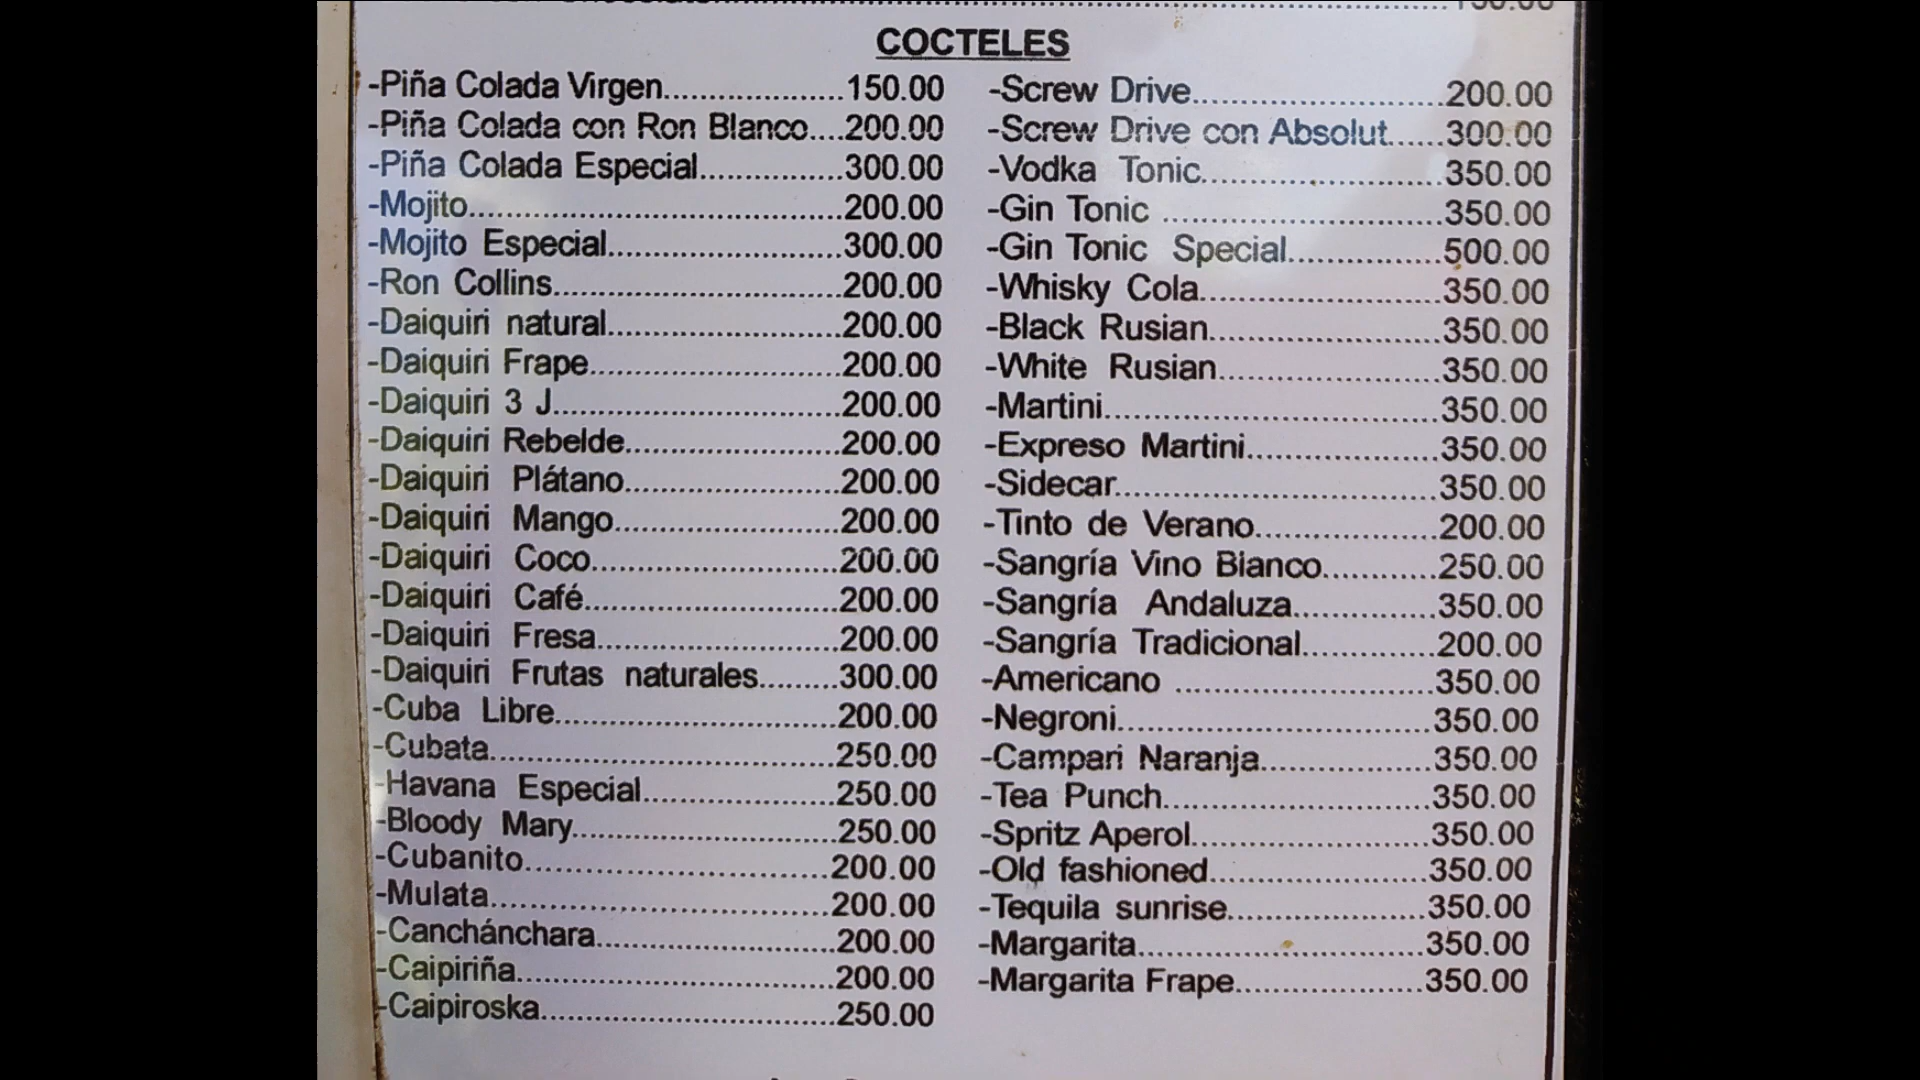 COCTELES
-Piña Colada Virgen..................150.00
-Piña Colada con Ron Blanco....200.00
-Piña Colada Especial...............300.00
-Mojito.......................................200.00
-Mojito Especial.........................300.00
-Ron Collins..............................200.00
-Daiquiri natural........................200.00
-Daiquiri Frape..........................200.00
-Daiquiri 3 J..............................200.00
-Daiquiri Rebelde......................200.00
-Daiquiri Plátano.......................200.00
-Daiquiri Mango........................200.00
-Daiquiri Coco..........................200.00
-Daiquiri Café...........................200.00
-Daiquiri Fresa.........................200.00
-Daiquiri Frutas naturales........300.00
-Cuba Libre.............................200.00
-Cubata...................................250.00
-Havana Especial....................250.00
-Bloody Mary...........................250.00
-Cubanito................................200.00
-Mulata...................................200.00
-Canchánchara........................200.00
-Caipiriña................................200.00
-Caipiroska..............................250.00
-Screw Drive.........................200.00
-Screw Drive con Absolut......300.00
-Vodka Tonic........................350.00
-Gin Tonic ............................350.00
-Gin Tonic Special................500.00
-Whisky Cola........................350.00
-Black Rusian.......................350.00
-White Rusian.......................350.00
-Martini..................................350.00
-Expreso Martini...................350.00
-Sidecar................................350.00
-Tinto de Verano...................200.00
-Sangría Vino Blanco............250.00
-Sangría Andaluza...............350.00
-Sangría Tradicional..............200.00
-Americano ..........................350.00
-Negroni................................350.00
-Campari Naranja.................350.00
-Tea Punch...........................350.00
-Spritz Aperol........................350.00
-Old fashioned......................350.00
-Tequila sunrise....................350.00
-Margarita.............................350.00
-Margarita Frape...................350.00